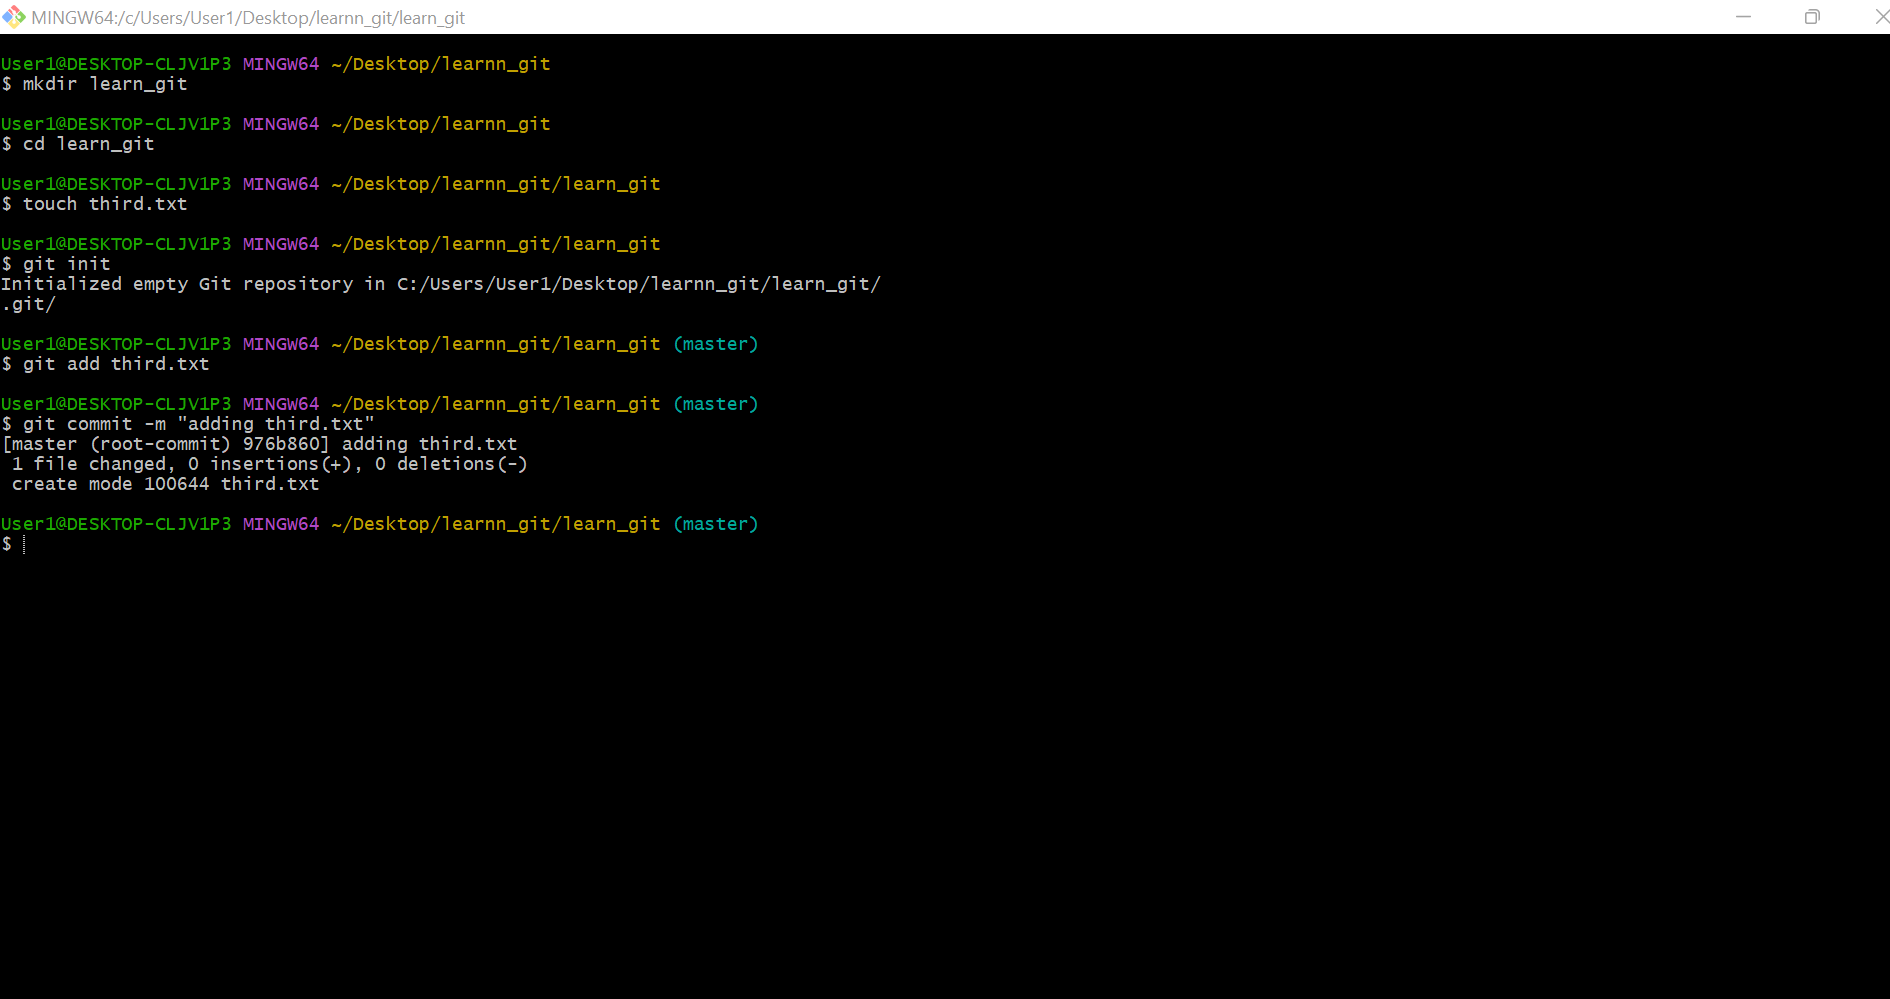 MINGW64:/c/Users/User1/Desktop/learnn_git/learn_git
User1@DESKTOP-CLJV1P3 MINGW64 ~/Desktop/learnn_git
$ mkdir learn_git
User1@DESKTOP-CLJV1P3 MINGW64 ~/Desktop/learnn_git
$ cd learn_git
User1@DESKTOP-CLJV1P3 MINGW64 ~/Desktop/learnn_git/learn_git
$ touch third.txt
User1@DESKTOP-CLJV1P3 MINGW64 ~/Desktop/learnn_git/learn_git
$ git init
Initialized empty Git repository in C:/Users/User1/Desktop/learnn_git/learn_git/
.git/
User1@DESKTOP-CLJV1P3 MINGW64 ~/Desktop/learnn_git/learn_git (master)
$ git add third.txt
User1@DESKTOP-CLJV1P3 MINGW64 ~/Desktop/learnn_git/learn_git (master)
$ git commit -m "adding third.txt"
[master (root-commit) 976b860] adding third.txt
 1 file changed, 0 insertions(+), 0 deletions(-)
 create mode 100644 third.txt
User1@DESKTOP-CLJV1P3 MINGW64 ~/Desktop/learnn_git/learn_git (master)
$